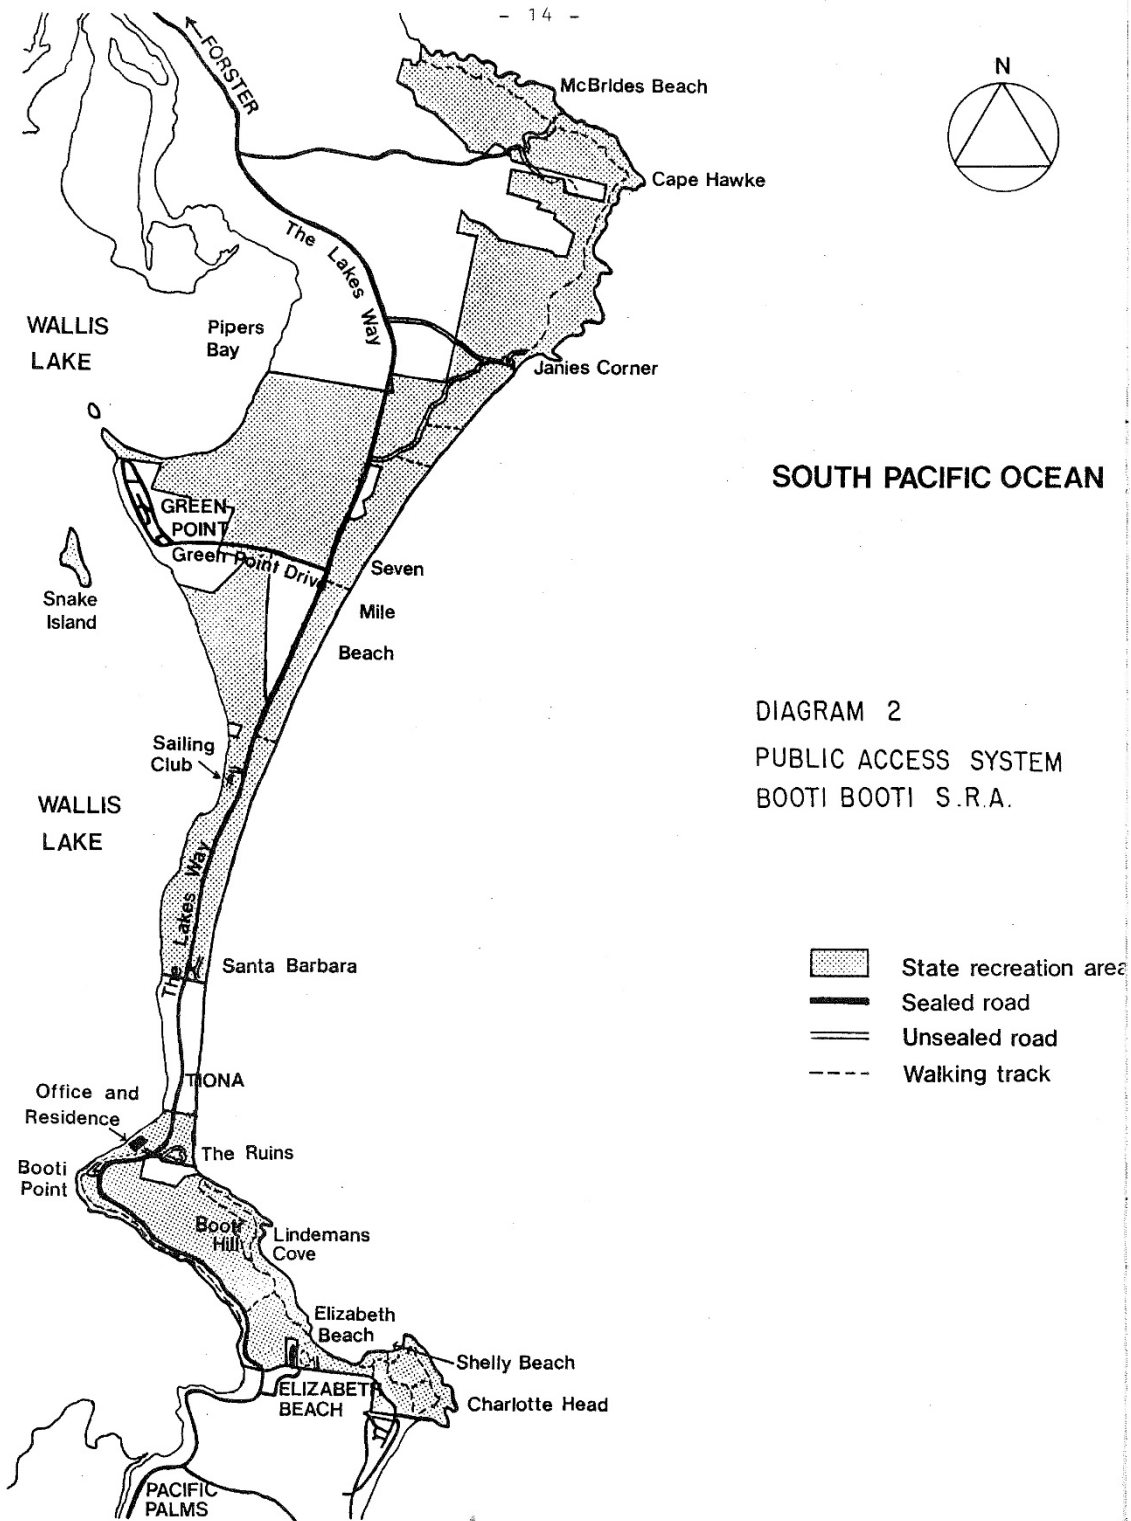 - 14 -
FORSTER
McBrides Beach
N
Cape Hawke
The Lakes Way
WALLIS
LAKE
Pipers
Bay
Janies Corner
SOUTH PACIFIC OCEAN
GREEN
POINT
Green Point Drive
Seven
Mile
Beach
Snake
Island
DIAGRAM 2
PUBLIC ACCESS SYSTEM
BOOTI BOOTI S.R.A.
Sailing
Club
WALLIS
LAKE
The Lakes Way
Santa Barbara
State recreation area
Sealed road
Unsealed road
Walking track
TIONA
Office and
Residence
The Ruins
Booti
Point
Booti
Hill
Lindemans
Cove
Elizabeth
Beach
Shelly Beach
ELIZABETH
BEACH
Charlotte Head
PACIFIC
PALMS